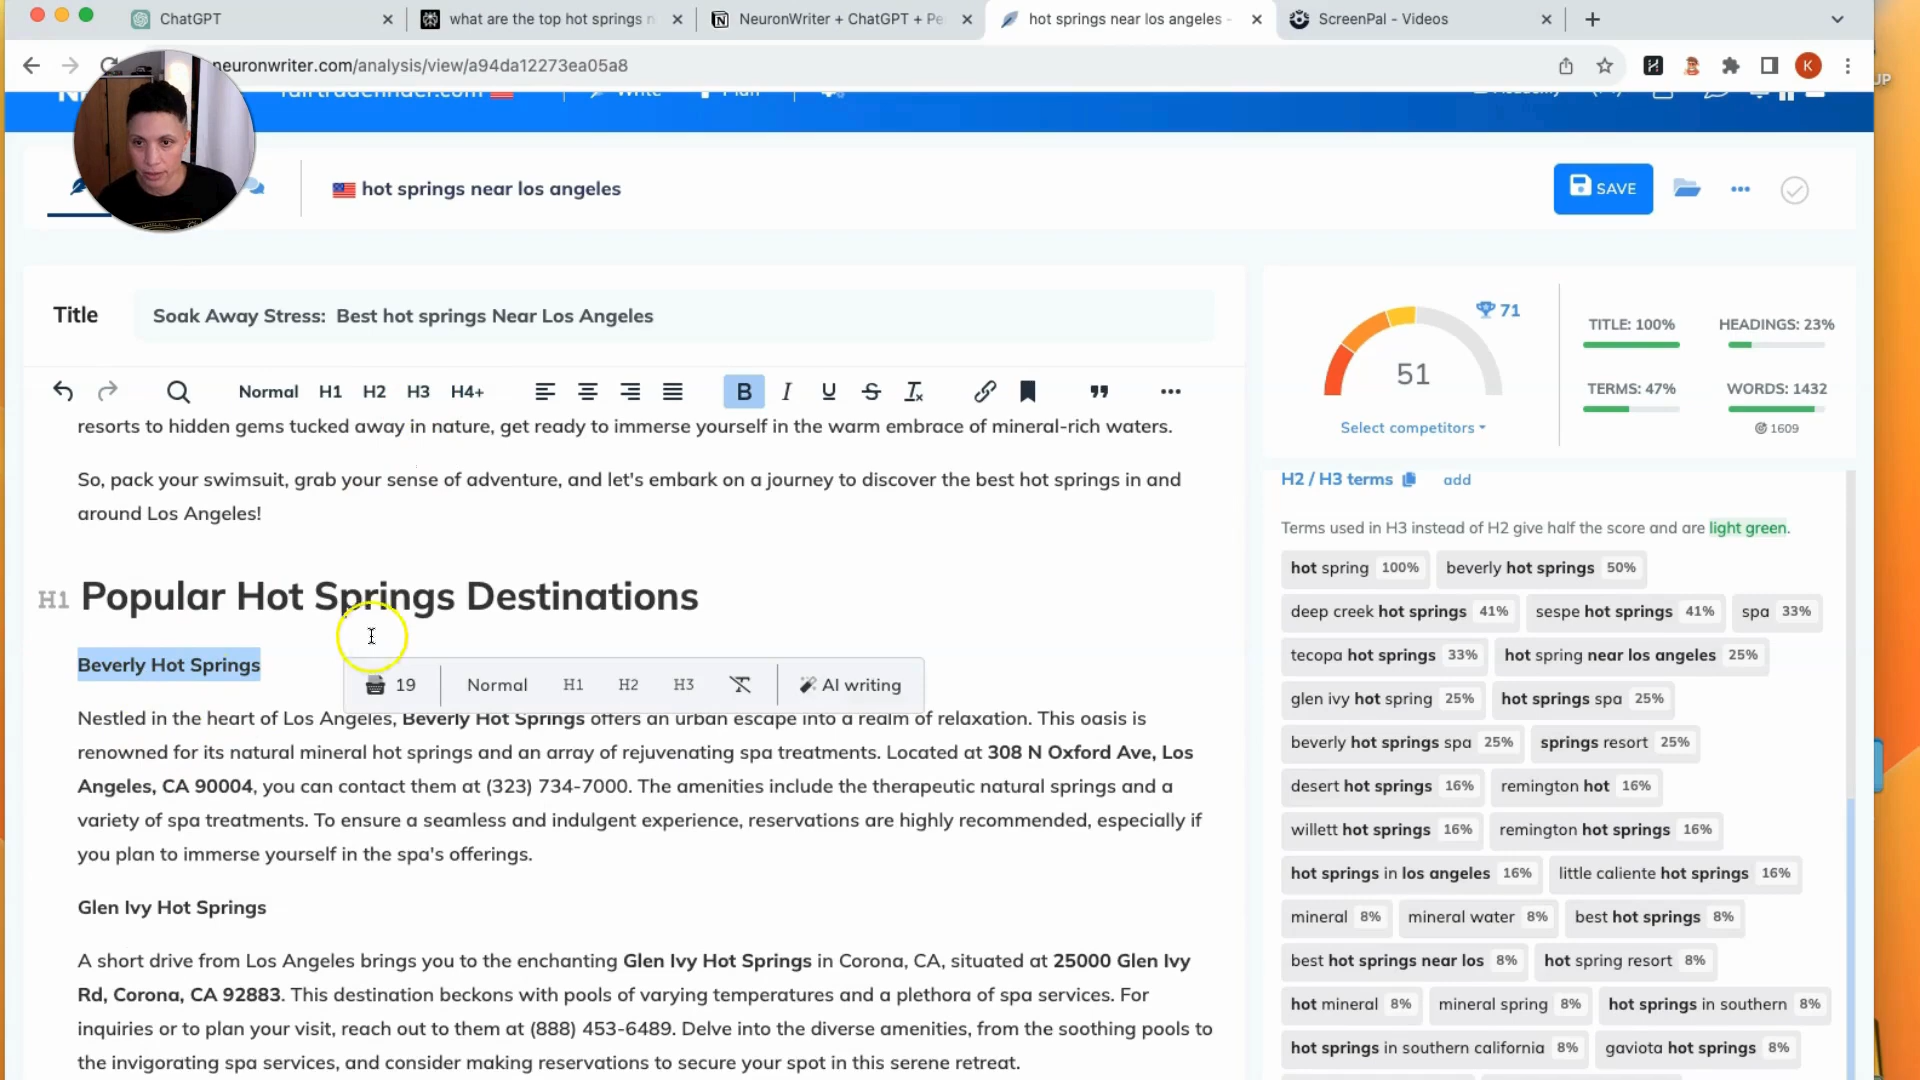 ChatGPT
what are the top hot springs n
NeuronWriter + ChatGPT + Pe
hot springs near los angeles -
ScreenPal - Videos
neuronwriter.com/analysis/view/a94da12273ea05a8
K
UP
fairtradefinder.com
Write
Plan
Academy
hot springs near los angeles
SAVE
Title
Soak Away Stress: Best hot springs Near Los Angeles
Normal H1 H2 H3 H4+ B I U S
resorts to hidden gems tucked away in nature, get ready to immerse yourself in the warm embrace of mineral-rich waters.
So, pack your swimsuit, grab your sense of adventure, and let's embark on a journey to discover the best hot springs in and
around Los Angeles!
H1 Popular Hot Springs Destinations
Beverly Hot Springs
19 Normal H1 H2 H3 AI writing
Nestled in the heart of Los Angeles, Beverly Hot Springs offers an urban escape into a realm of relaxation. This oasis is
renowned for its natural mineral hot springs and an array of rejuvenating spa treatments. Located at 308 N Oxford Ave, Los
Angeles, CA 90004, you can contact them at (323) 734-7000. The amenities include the therapeutic natural springs and a
variety of spa treatments. To ensure a seamless and indulgent experience, reservations are highly recommended, especially if
you plan to immerse yourself in the spa's offerings.
Glen Ivy Hot Springs
A short drive from Los Angeles brings you to the enchanting Glen Ivy Hot Springs in Corona, CA, situated at 25000 Glen Ivy
Rd, Corona, CA 92883. This destination beckons with pools of varying temperatures and a plethora of spa services. For
inquiries or to plan your visit, reach out to them at (888) 453-6489. Delve into the diverse amenities, from the soothing pools to
the invigorating spa services, and consider making reservations to secure your spot in this serene retreat.
71
51
Select competitors
TITLE: 100% HEADINGS: 23%
TERMS: 47% WORDS: 1432
1609
H2 / H3 terms add
Terms used in H3 instead of H2 give half the score and are light green.
hot spring 100% beverly hot springs 50%
deep creek hot springs 41% sespe hot springs 41% spa 33%
tecopa hot springs 33% hot spring near los angeles 25%
glen ivy hot spring 25% hot springs spa 25%
beverly hot springs spa 25% springs resort 25%
desert hot springs 16% remington hot 16%
willett hot springs 16% remington hot springs 16%
hot springs in los angeles 16% little caliente hot springs 16%
mineral 8% mineral water 8% best hot springs 8%
best hot springs near los 8% hot spring resort 8%
hot mineral 8% mineral spring 8% hot springs in southern 8%
hot springs in southern california 8% gaviota hot springs 8%